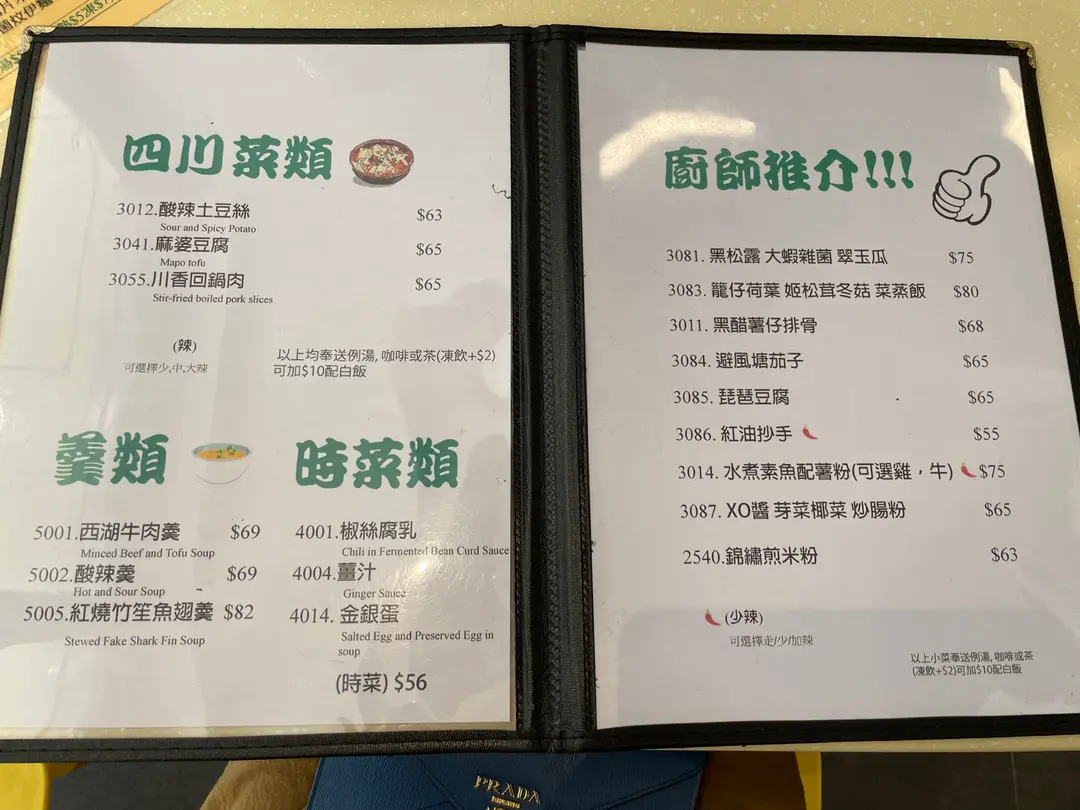 四川菜類
3012.酸辣土豆絲 $63
Sour and Spicy Potato
3041.麻婆豆腐 $65
Mapo tofu
3055.川香回鍋肉 $65
Stir-fried boiled pork slices
(辣)
可選擇少,中,大辣
以上均奉送例湯, 咖啡或茶(凍飲+$2)
可加$10配白飯
羹類
5001.西湖牛肉羹 $69
Minced Beef and Tofu Soup
5002.酸辣羹 $69
Hot and Sour Soup
5005.紅燒竹笙魚翅羹 $82
Stewed Fake Shark Fin Soup
時菜類
4001.椒絲腐乳
Chili in Fermented Bean Curd Sauce
4004.薑汁
Ginger Sauce
4014. 金銀蛋
Salted Egg and Preserved Egg in
soup
(時菜) $56
廚師推介!!!
3081. 黑松露 大蝦雜菌 翠玉瓜 $75
3083. 籠仔荷葉 姬松茸冬菇 菜蒸飯 $80
3011. 黑醋薯仔排骨 $68
3084. 避風塘茄子 $65
3085. 琵琶豆腐 $65
3086. 紅油抄手 $55
3014. 水煮素魚配薯粉(可選雞，牛) $75
3087. XO醬 芽菜椰菜 炒腸粉 $65
2540.錦繡煎米粉 $63
(少辣)
可選擇走/少/加辣
以上小菜奉送例湯, 咖啡或茶
(凍飲+$2)可加$10配白飯
PRADA